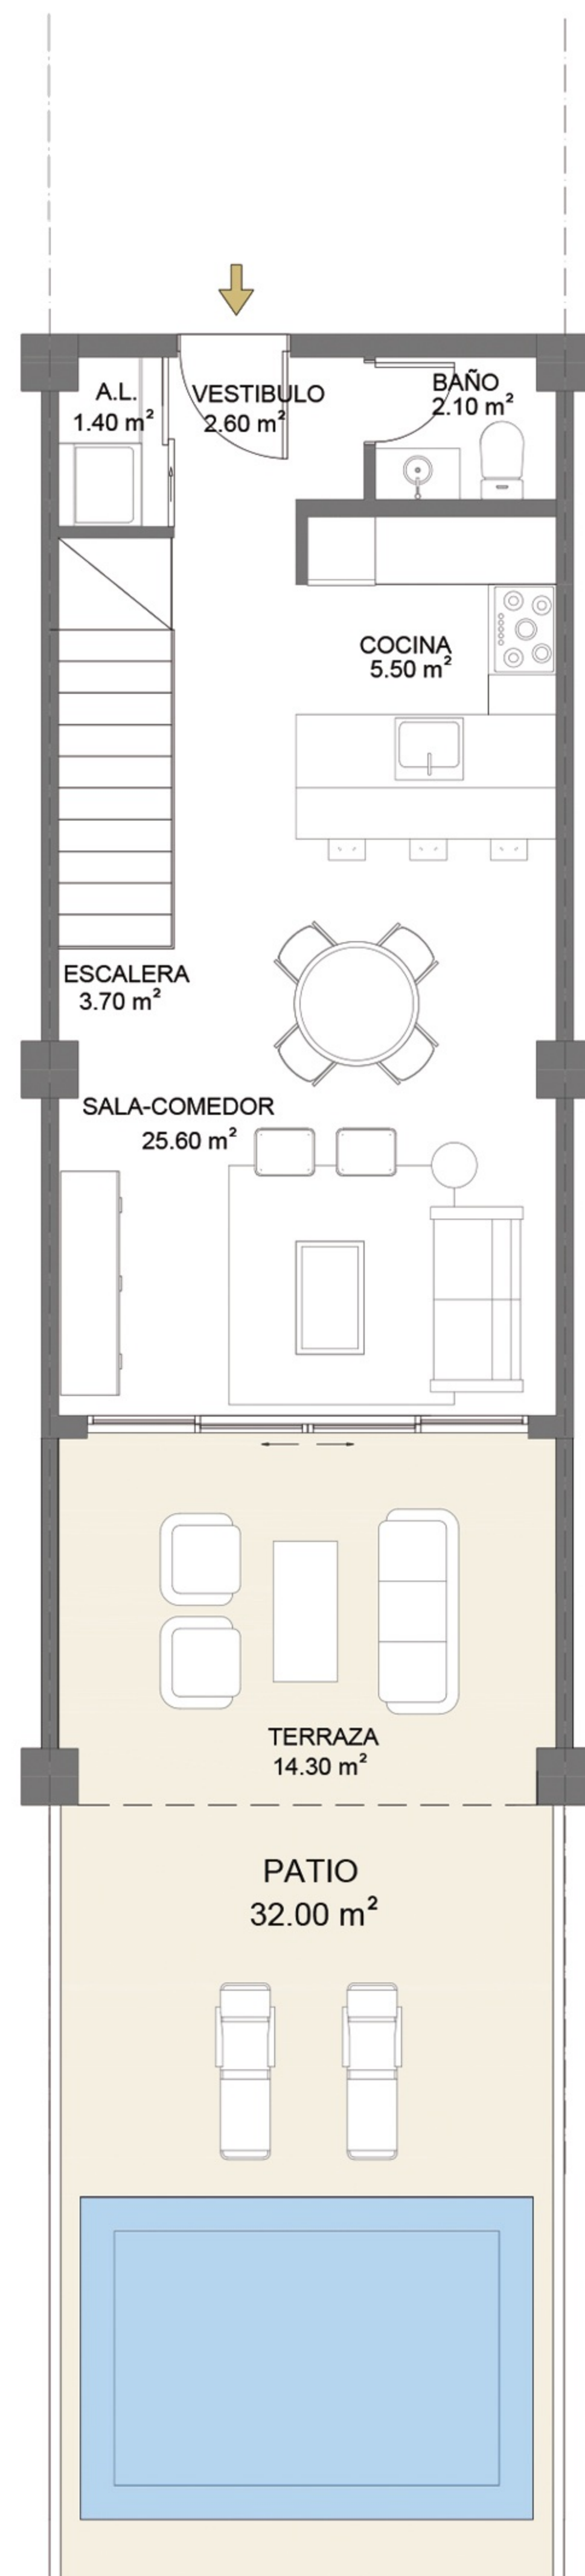 A.L.
1.40 m²
VESTIBULO
2.60 m²
BAÑO
2.10 m²
COCINA
5.50 m²
ESCALERA
3.70 m²
SALA-COMEDOR
25.60 m²
TERRAZA
14.30 m²
PATIO
32.00 m²